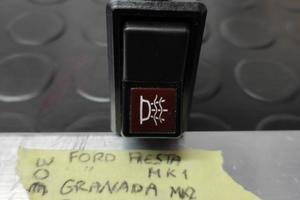 FORD FIESTA
" MK1
GRANADA MK2